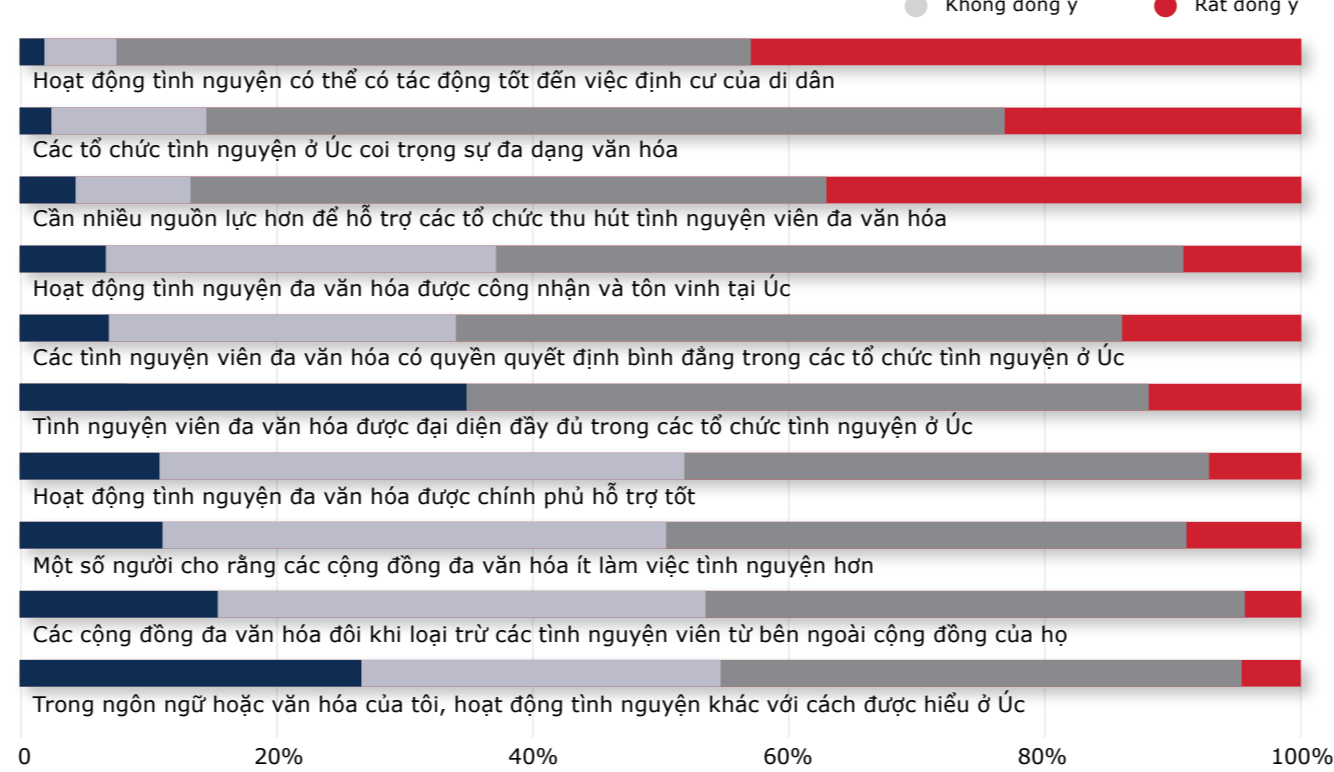 Không đồng ý Rất đồng ý
Hoạt động tình nguyện có thể có tác động tốt đến việc định cư của di dân
Các tổ chức tình nguyện ở Úc coi trọng sự đa dạng văn hóa
Cần nhiều nguồn lực hơn để hỗ trợ các tổ chức thu hút tình nguyện viên đa văn hóa
Hoạt động tình nguyện đa văn hóa được công nhận và tôn vinh tại Úc
Các tình nguyện viên đa văn hóa có quyền quyết định bình đẳng trong các tổ chức tình nguyện ở Úc
Tình nguyện viên đa văn hóa được đại diện đầy đủ trong các tổ chức tình nguyện ở Úc
Hoạt động tình nguyện đa văn hóa được chính phủ hỗ trợ tốt
Một số người cho rằng các cộng đồng đa văn hóa ít làm việc tình nguyện hơn
Các cộng đồng đa văn hóa đôi khi loại trừ các tình nguyện viên từ bên ngoài cộng đồng của họ
Trong ngôn ngữ hoặc văn hóa của tôi, hoạt động tình nguyện khác với cách được hiểu ở Úc
0 20% 40% 60% 80% 100%